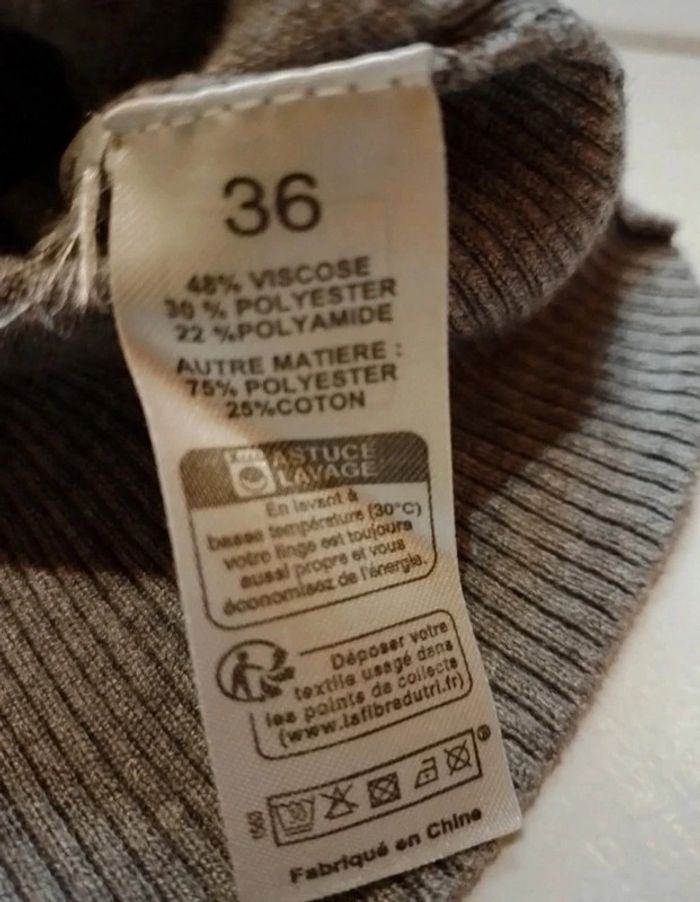 36
48% VISCOSE
30 % POLYESTER
22 %POLYAMIDE
AUTRE MATIERE :
75% POLYESTER
25%COTON
ASTUCE
LAVAGE
En lavant à
basse température (30°C)
votre linge est toujours
aussi propre et vous
économisez de l'énergie.
Déposer votre
textile usagé dans
les points de collecte
(www.lafibredutri.fr)
30
Fabriqué en Chine